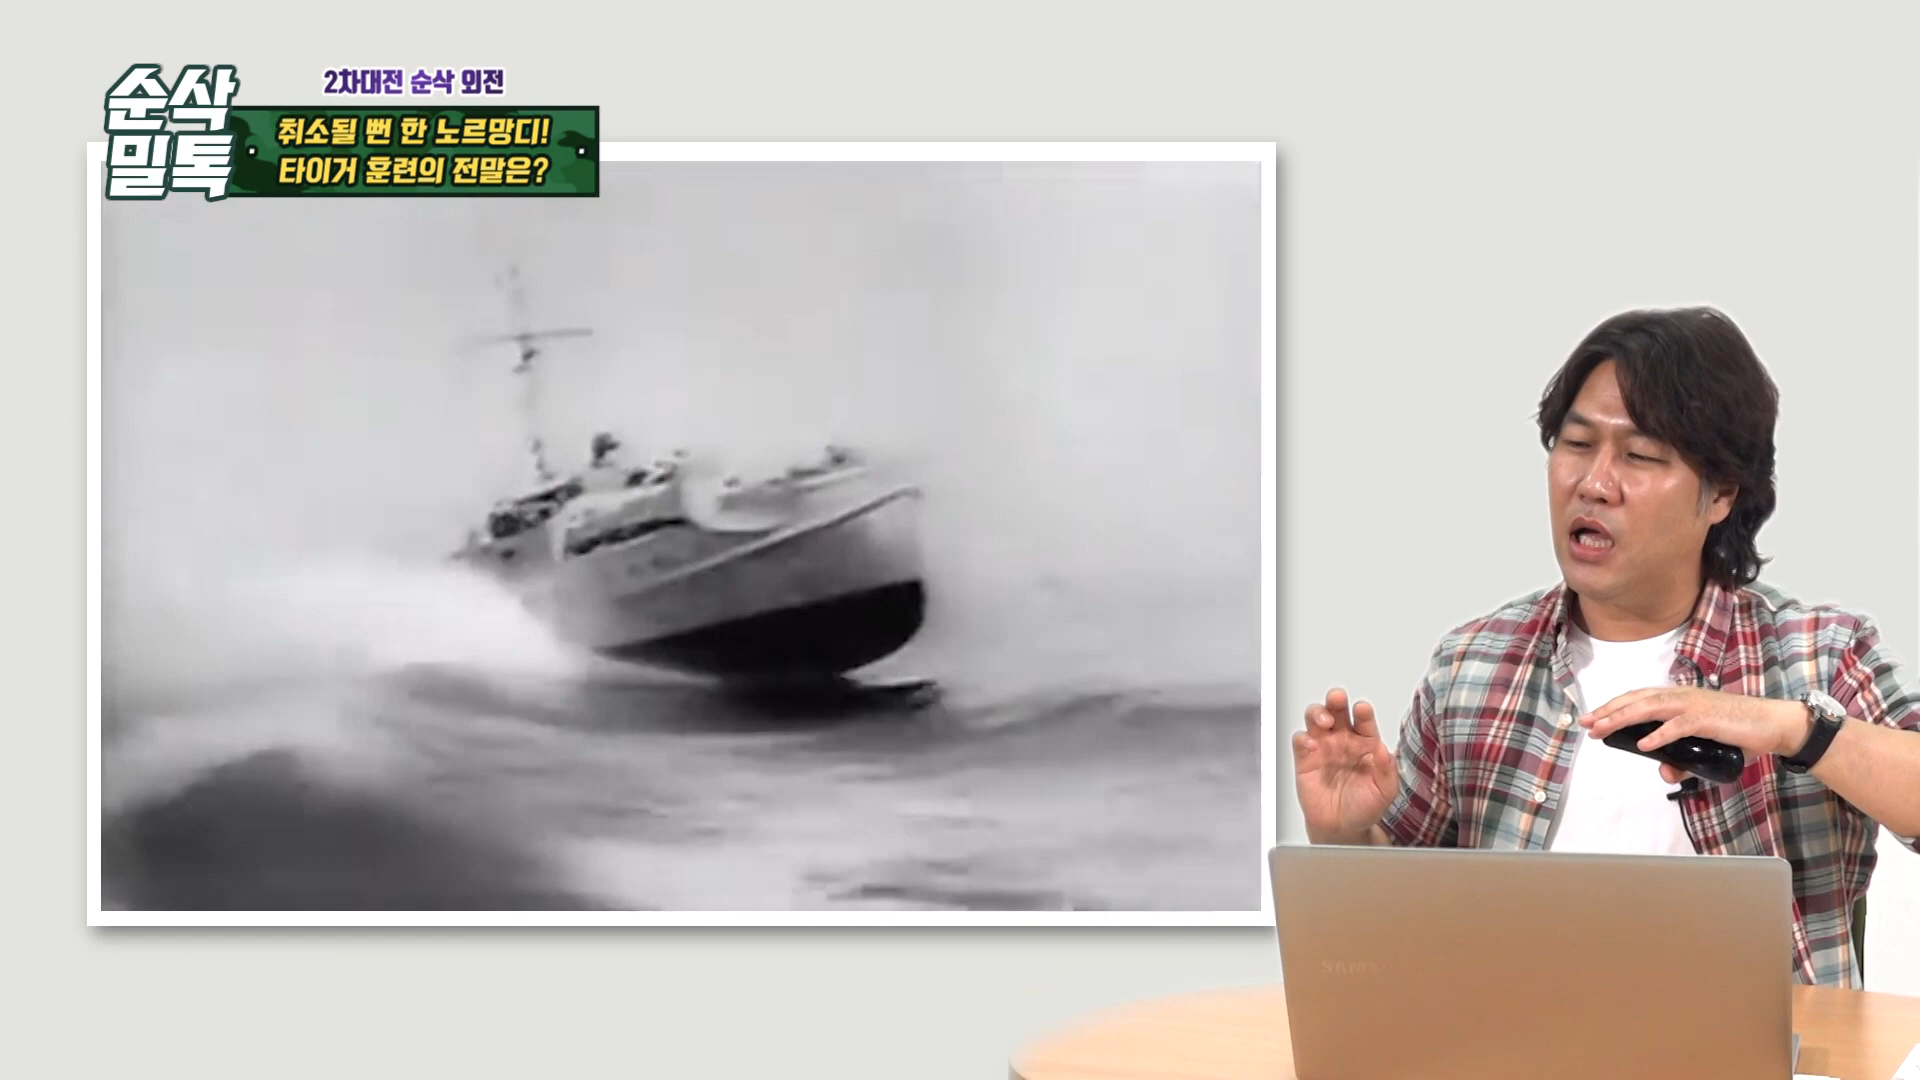 순삭
밀톡
2차대전 순삭 외전
취소될 뻔 한 노르망디!
타이거 훈련의 전말은?